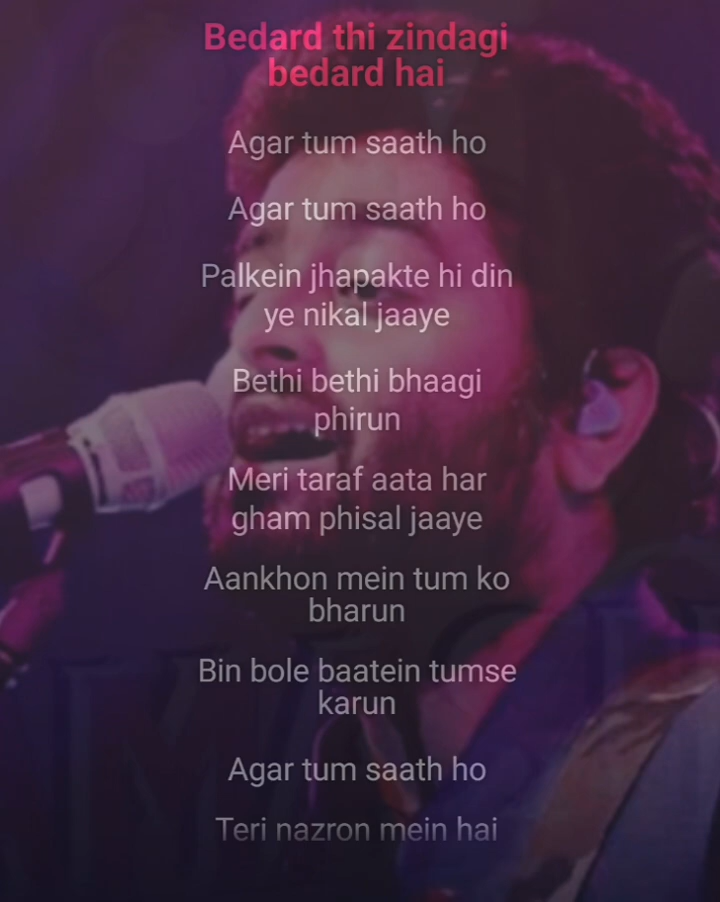 Bedard thi zindagi
bedard hai
Agar tum saath ho
Agar tum saath ho
Palkein jhapakte hi din
ye nikal jaaye
Bethi bethi bhaagi
phirun
Meri taraf aata har
gham phisal jaaye
Aankhon mein tum ko
bharun
Bin bole baatein tumse
karun
Agar tum saath ho
Teri nazron mein hai